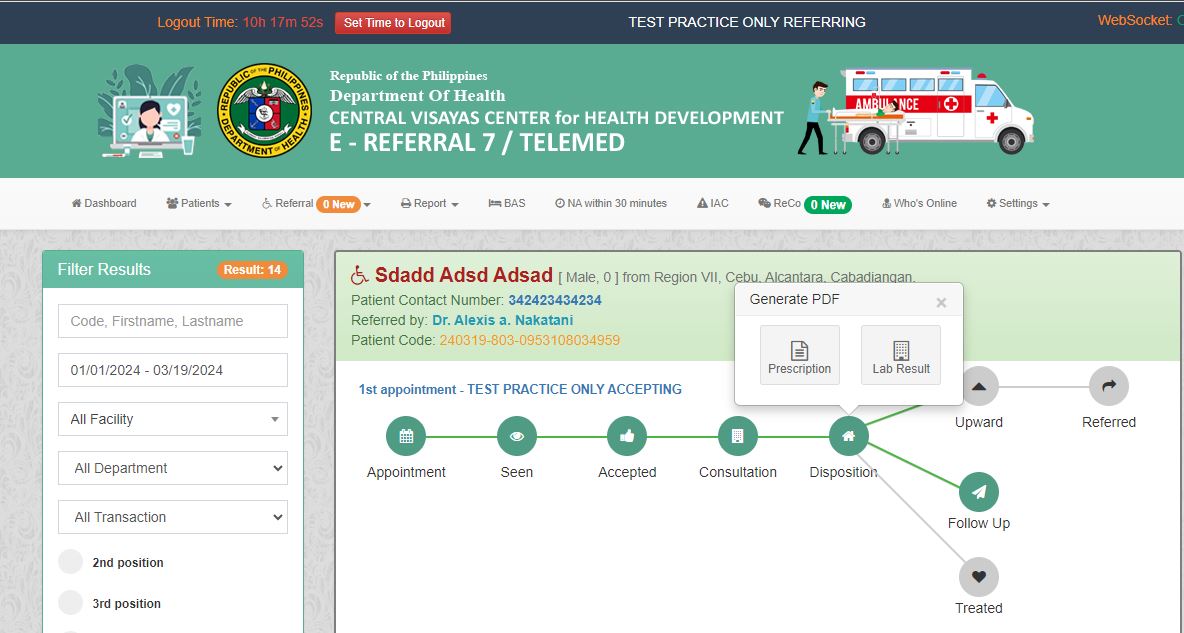 Logout Time: 10h 17m 52s Set Time to Logout TEST PRACTICE ONLY REFERRING WebSocket:
REPUBLIC OF THE PHILIPPINES
DEPARTMENT OF HEALTH
Republic of the Philippines
Department Of Health
CENTRAL VISAYAS CENTER for HEALTH DEVELOPMENT
E - REFERRAL 7 / TELEMED
AMBULANCE
Dashboard Patients Referral 0 New Report BAS NA within 30 minutes IAC ReCo 0 New Who's Online Settings
Filter Results Result: 14
Code, Firstname, Lastname
01/01/2024 - 03/19/2024
All Facility
All Department
All Transaction
2nd position
3rd position
Sdadd Adsd Adsad [ Male, 0 ] from Region VII, Cebu, Alcantara, Cabadiangan.
Patient Contact Number: 342423434234
Referred by: Dr. Alexis a. Nakatani
Patient Code: 240319-803-0953108034959
Generate PDF ×
Prescription Lab Result
1st appointment - TEST PRACTICE ONLY ACCEPTING
Appointment Seen Accepted Consultation Disposition
Upward Referred
Follow Up
Treated